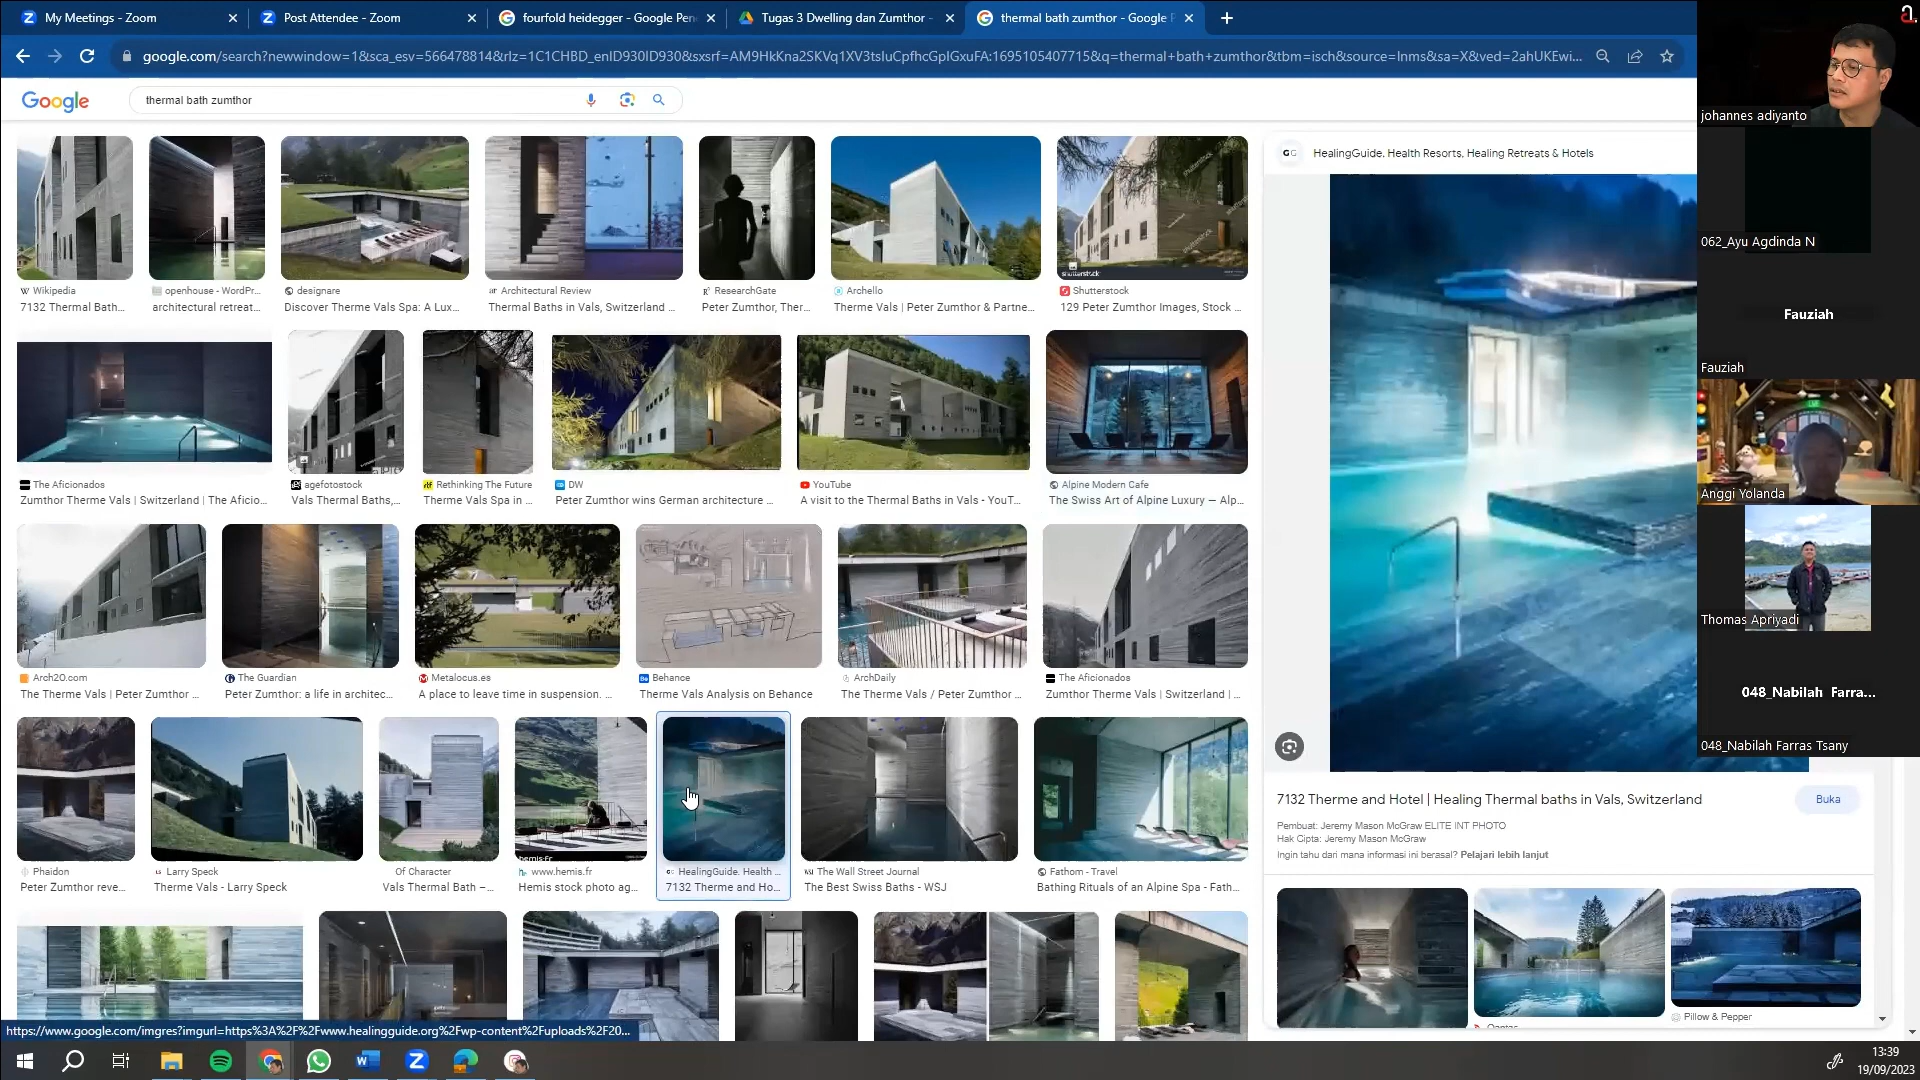 My Meetings - Zoom
Post Attendee - Zoom
fourfold heidegger - Google Pen
Tugas 3 Dwelling dan Zumthor -
thermal bath zumthor - Google P
google.com/search?newwindow=1&sca_esv=566478814&rlz=1C1CHBD_enID930ID930&sxsrf=AM9HkKna2SKVq1XV3tsIuCpfhcGpIGxuFA:1695105407715&q=thermal+bath+zumthor&tbm=isch&source=lnms&sa=X&ved=2ahUKEwi...
Google
thermal bath zumthor
Wikipedia
7132 Thermal Bath...
openhouse - WordPr...
architectural retreat...
designare
Discover Therme Vals Spa: A Lux...
Architectural Review
Thermal Baths in Vals, Switzerland ...
ResearchGate
Peter Zumthor, Ther...
Archello
Therme Vals | Peter Zumthor & Partne...
shutterstock
Shutterstock
129 Peter Zumthor Images, Stock ...
The Aficionados
Zumthor Therme Vals | Switzerland | The Aficio...
agefotostock
Vals Thermal Baths,...
Rethinking The Future
Therme Vals Spa in ...
DW
Peter Zumthor wins German architecture ...
YouTube
A visit to the Thermal Baths in Vals - YouT...
Alpine Modern Cafe
The Swiss Art of Alpine Luxury — Alp...
Arch2O.com
The Therme Vals | Peter Zumthor ...
The Guardian
Peter Zumthor: a life in architec...
Metalocus.es
A place to leave time in suspension. ...
Behance
Therme Vals Analysis on Behance
ArchDaily
The Therme Vals / Peter Zumthor ...
The Aficionados
Zumthor Therme Vals | Switzerland | ...
Phaidon
Peter Zumthor reve...
Larry Speck
Therme Vals - Larry Speck
Of Character
Vals Thermal Bath –...
hemis.fr
www.hemis.fr
Hemis stock photo ag...
HealingGuide. Health ...
7132 Therme and Ho...
WSJ The Wall Street Journal
The Best Swiss Baths - WSJ
Fathom - Travel
Bathing Rituals of an Alpine Spa - Fath...
https://www.google.com/imgres?imgurl=https%3A%2F%2Fwww.healingguide.org%2Fwp-content%2Fuploads%2F20...
GG HealingGuide. Health Resorts, Healing Retreats & Hotels
7132 Therme and Hotel | Healing Thermal baths in Vals, Switzerland
Buka
Pembuat: Jeremy Mason McGraw ELITE INT PHOTO
Hak Cipta: Jeremy Mason McGraw
Ingin tahu dari mana informasi ini berasal? Pelajari lebih lanjut
Pillow & Pepper
johannes adiyanto
062_Ayu Agdinda N
Fauziah
Fauziah
Anggi Yolanda
Thomas Apriyadi
048_Nabilah Farra...
048_Nabilah Farras Tsany
13:39
19/09/2023